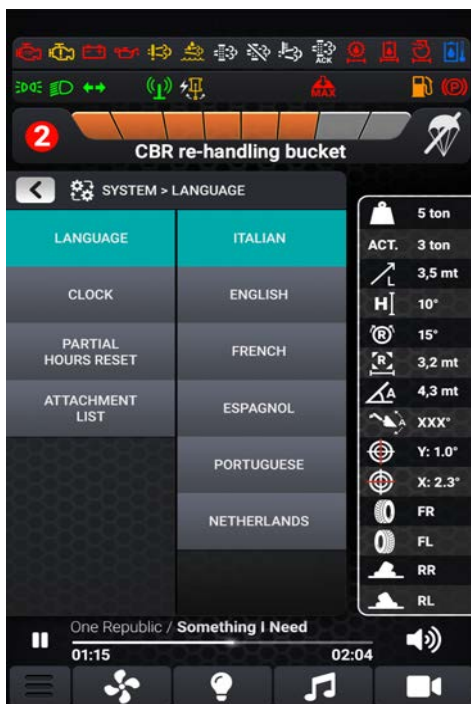 ACK
MAX
2
CBR re-handling bucket
SYSTEM > LANGUAGE
LANGUAGE
CLOCK
PARTIAL
HOURS RESET
ATTACHMENT
LIST
ITALIAN
ENGLISH
FRENCH
ESPAGNOL
PORTUGUESE
NETHERLANDS
5 ton
ACT. 3 ton
L 3,5 mt
H 10°
R 15°
R 3,2 mt
A 4,3 mt
A XXX°
Y: 1.0°
X: 2.3°
FR
FL
RR
RL
One Republic / Something I Need
01:15 02:04